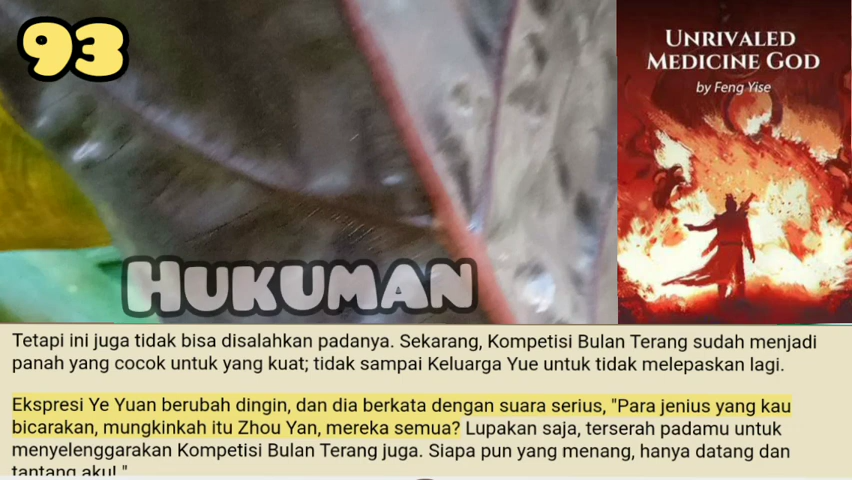 93
UNRIVALED
MEDICINE GOD
by Feng Yise
HUKUMAN
Tetapi ini juga tidak bisa disalahkan padanya. Sekarang, Kompetisi Bulan Terang sudah menjadi
panah yang cocok untuk yang kuat; tidak sampai Keluarga Yue untuk tidak melepaskan lagi.
Ekspresi Ye Yuan berubah dingin, dan dia berkata dengan suara serius, "Para jenius yang kau
bicarakan, mungkinkah itu Zhou Yan, mereka semua? Lupakan saja, terserah padamu untuk
menyelenggarakan Kompetisi Bulan Terang juga. Siapa pun yang menang, hanya datang dan
tantang aku!"